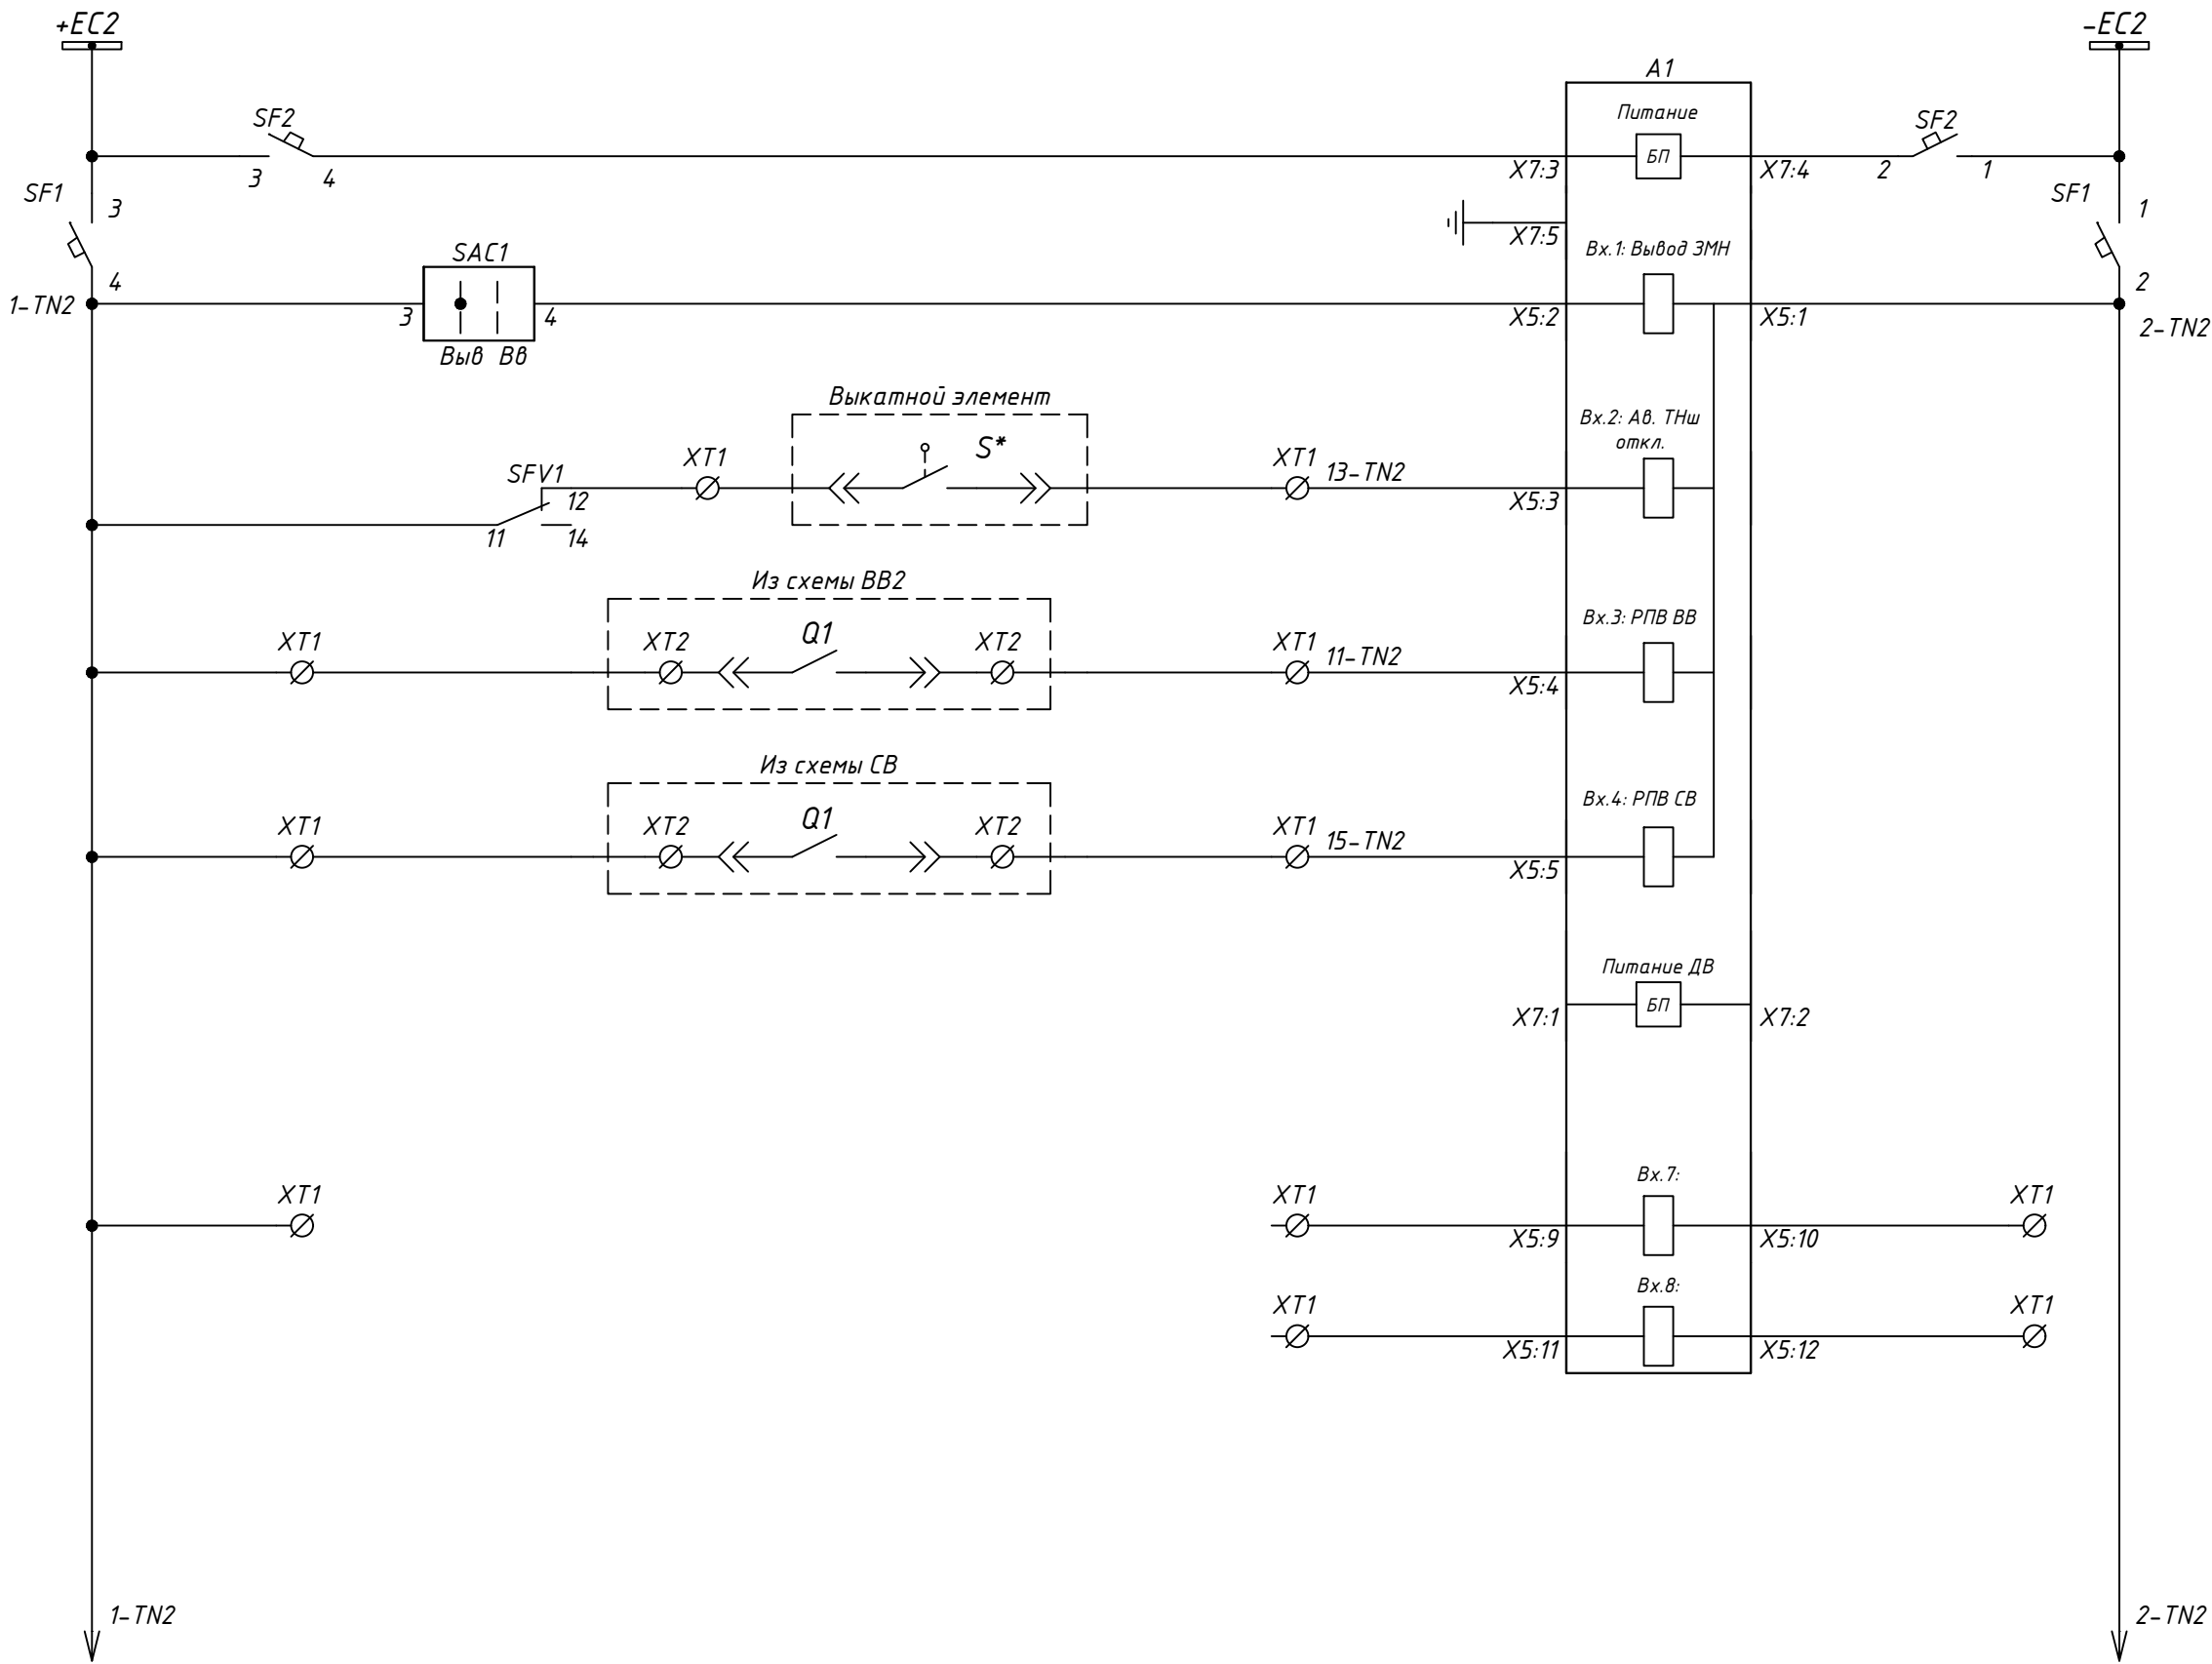 +EC2
-EC2
A1
SF2
Питание
SF2
БП
3
4
X7:3
X7:4
2
1
SF1
3
SF1
1
X7:5
SAC1
Вх.1: Вывод ЗМН
4
2
1-TN2
3
4
X5:2
X5:1
2-TN2
Выв
Вв
Выкатной элемент
Вх.2: Ав. ТНш
откл.
S*
XT1
XT1
13-TN2
SFV1
12
X5:3
11
14
Из схемы ВВ2
Вх.3: РПВ ВВ
XT1
XT2
Q1
XT2
XT1
11-TN2
X5:4
Из схемы СВ
Вх.4: РПВ СВ
XT1
XT2
Q1
XT2
XT1
15-TN2
X5:5
Питание ДВ
БП
X7:1
X7:2
Вх.7:
XT1
XT1
XT1
X5:9
X5:10
Вх.8:
XT1
XT1
X5:11
X5:12
1-TN2
2-TN2